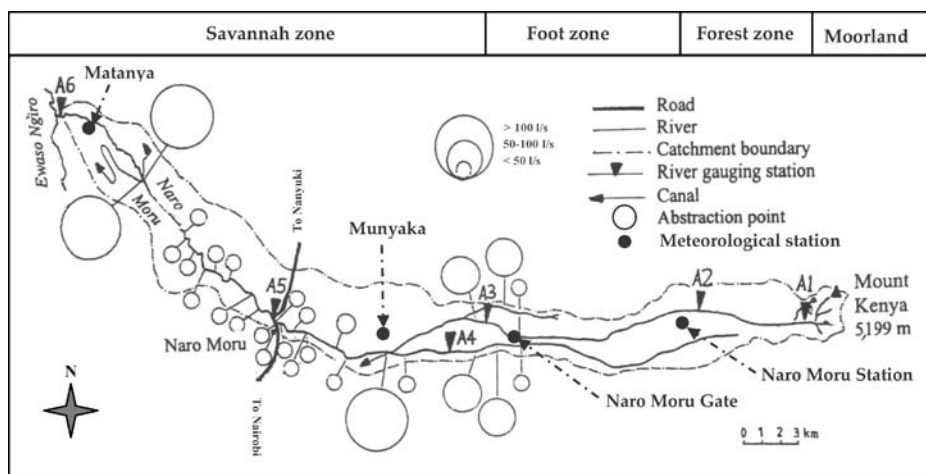 Savannah zone
Foot zone
Forest zone
Moorland
A6
Matanya
Ewaso Ngiro
Naro
Moru
> 100 l/s
50-100 l/s
< 50 l/s
Road
River
Catchment boundary
River gauging station
Canal
Abstraction point
Meteorological station
To Nanyuki
Munyaka
A5
A3
A4
A2
A1
Mount
Kenya
5,199 m
Naro Moru
Naro Moru Station
Naro Moru Gate
N
To Nairobi
0 1 2 3 km